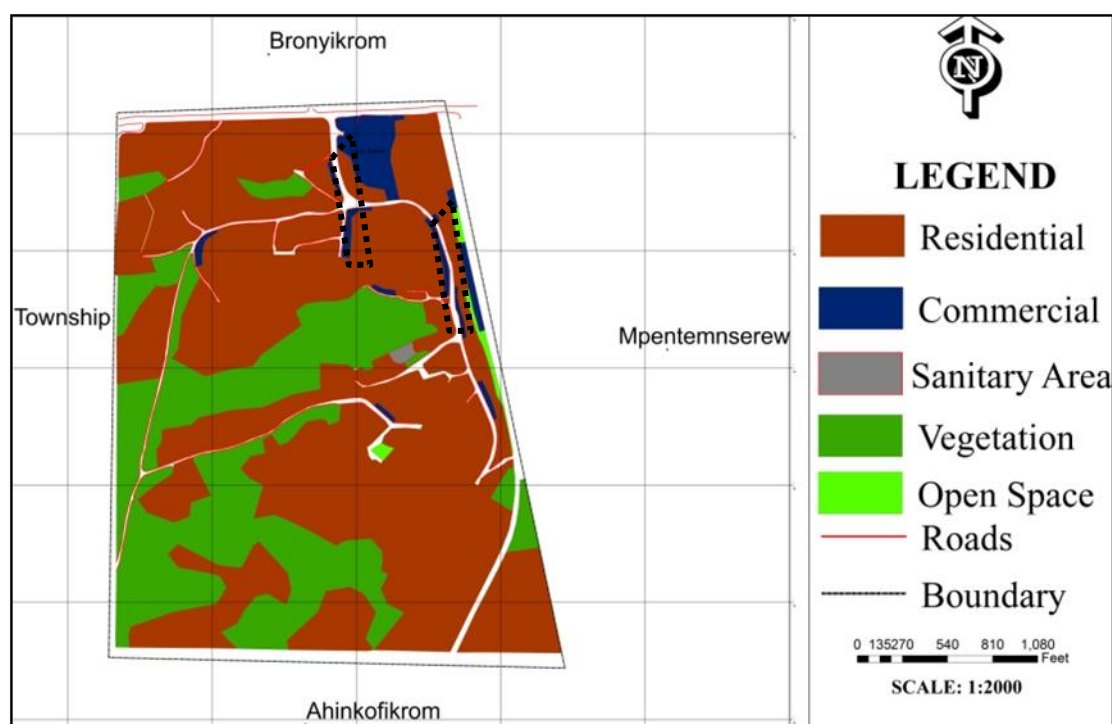 Bronyikrom
Township
Mpentemnserew
Ahinkofikrom
N
LEGEND
Residential
Commercial
Sanitary Area
Vegetation
Open Space
Roads
Boundary
0 135270 540 810 1,080
Feet
SCALE: 1:2000